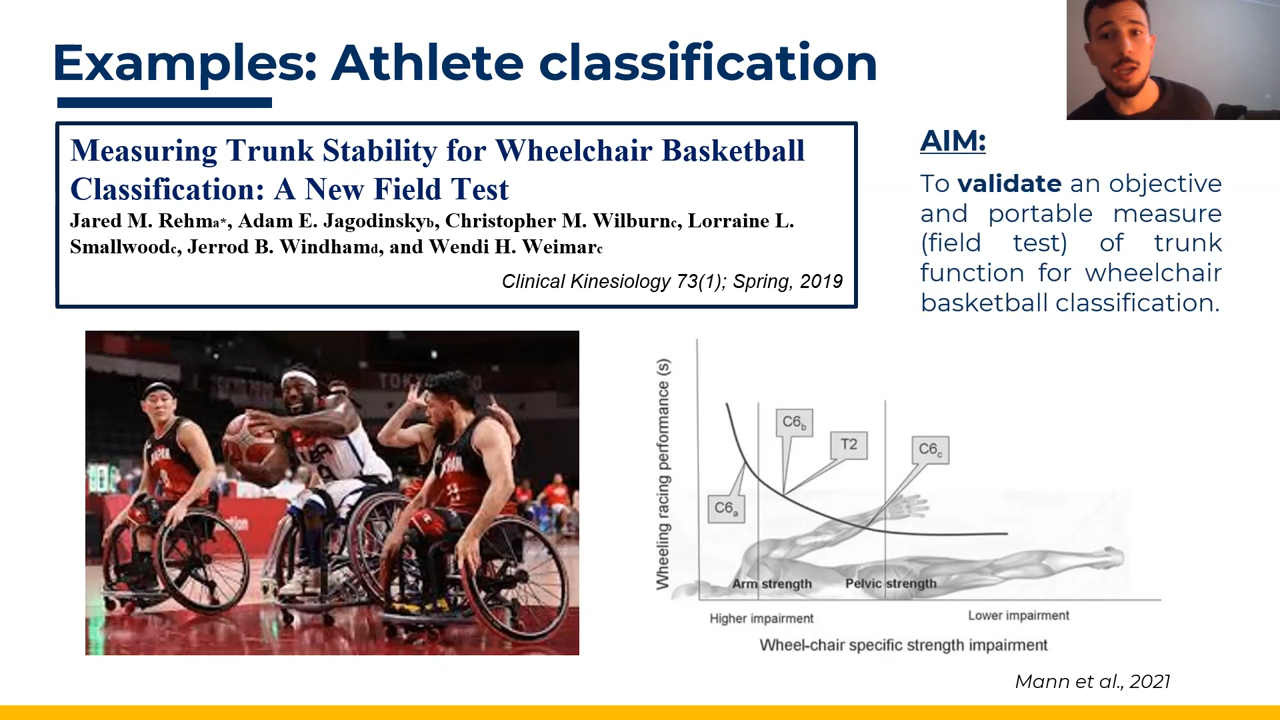 Examples: Athlete classification
Measuring Trunk Stability for Wheelchair Basketball
Classification: A New Field Test
Jared M. Rehma*, Adam E. Jagodinskyb, Christopher M. Wilburnc, Lorraine L.
Smallwoodc, Jerrod B. Windhamd, and Wendi H. Weimarc
Clinical Kinesiology 73(1); Spring, 2019
AIM:
To validate an objective
and portable measure
(field test) of trunk
function for wheelchair
basketball classification.
Wheeling racing performance (s)
C6b
T2
C6c
C6a
Arm strength
Pelvic strength
Higher impairment
Lower impairment
Wheel-chair specific strength impairment
Mann et al., 2021